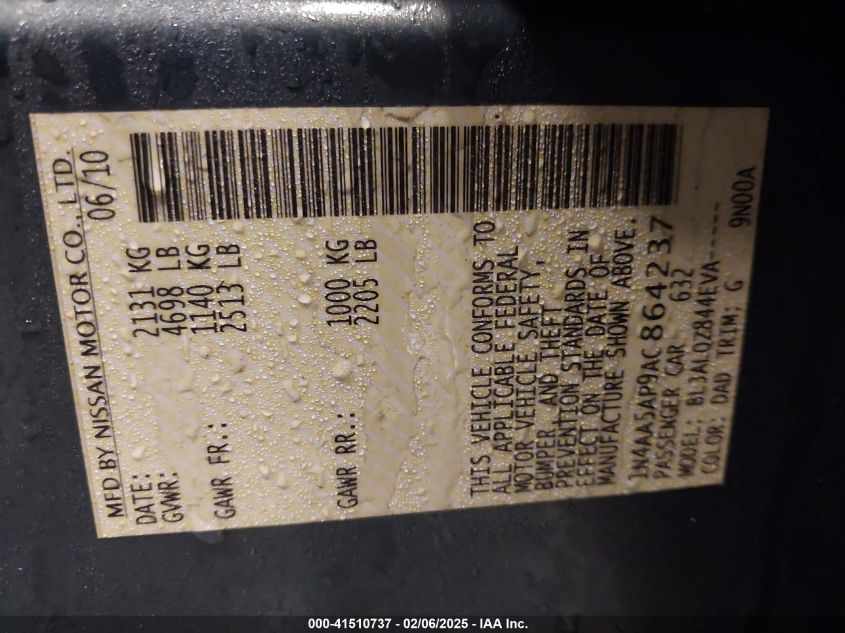 MFD BY NISSAN MOTOR CO., LTD.
DATE: 06/10
GVWR: 2131 KG
4698 LB
GAWR FR.: 1140 KG
2513 LB
GAWR RR.: 1000 KG
2205 LB
THIS VEHICLE CONFORMS TO
ALL APPLICABLE FEDERAL
MOTOR VEHICLE SAFETY,
BUMPER, AND THEFT
PREVENTION STANDARDS IN
EFFECT ON THE DATE OF
MANUFACTURE SHOWN ABOVE.
1N4AA5AP9AC864237
PASSENGER CAR 632
MODEL: BL3ALOZ844EVA-----
COLOR: DAD TRIM: G 9N00A
000-41510737 - 02/06/2025 - IAA Inc.